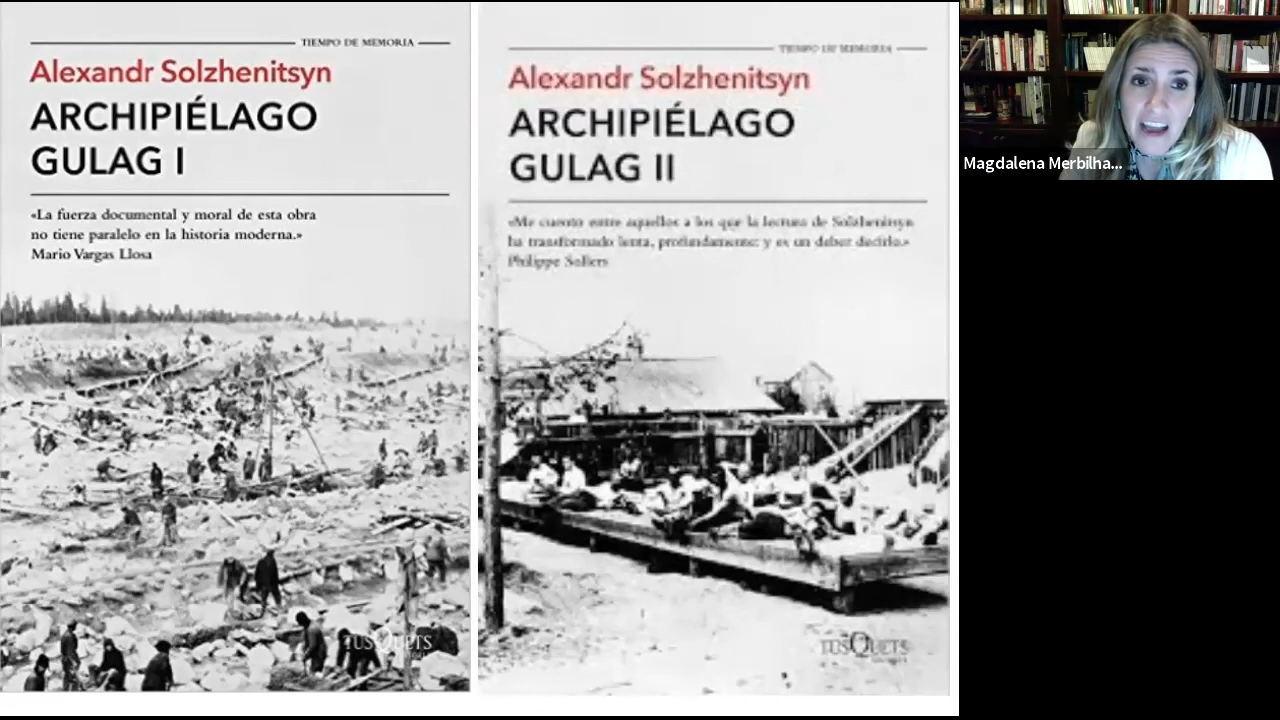 TIEMPO DE MEMORIA
Alexandr Solzhenitsyn
ARCHIPIÉLAGO
GULAG I
«La fuerza documental y moral de esta obra
no tiene paralelo en la historia moderna.»
Mario Vargas Llosa
TUSQUETS
TIEMPO DE MEMORIA
Alexandr Solzhenitsyn
ARCHIPIÉLAGO
GULAG II
«Me cuento entre aquellos a los que la lectura de Solzhenitsyn
ha transformado lenta, profundamente: y es un deber decirlo.»
Philippe Sollers
TUSQUETS
Magdalena Merbilha...